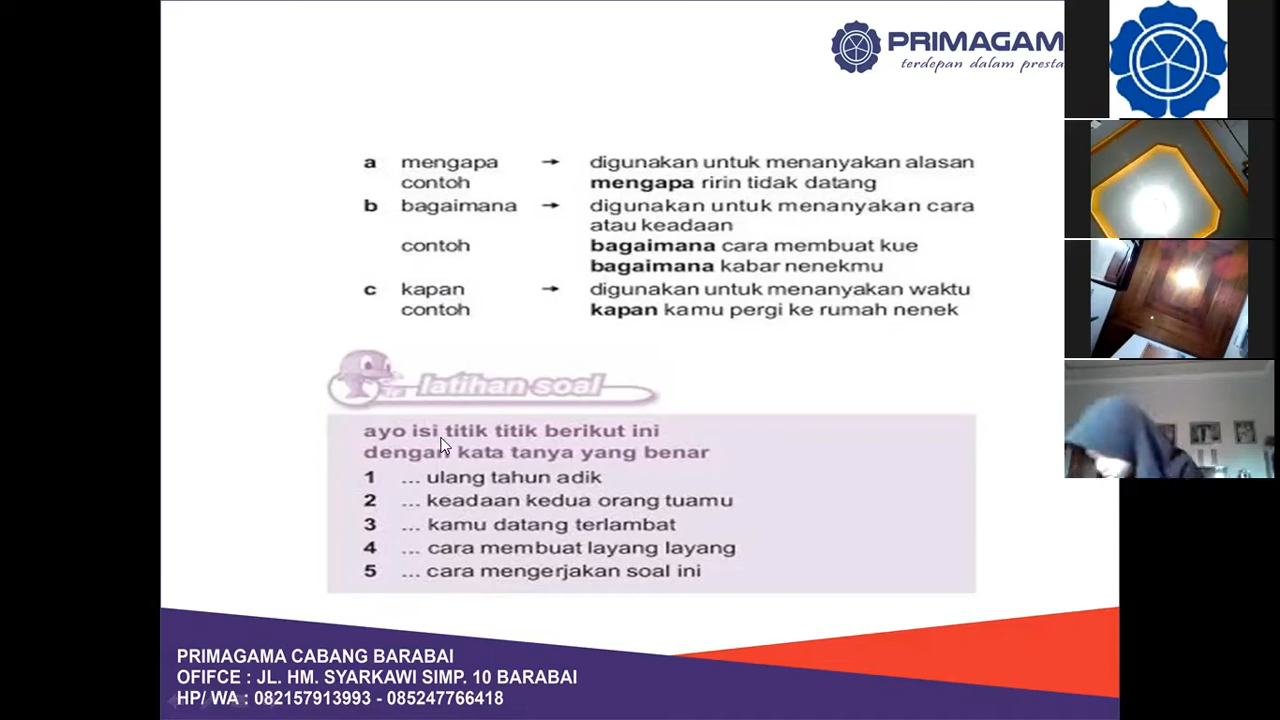 PRIMAGAM
terdepan dalam presta
a mengapa → digunakan untuk menanyakan alasan
contoh mengapa ririn tidak datang
b bagaimana → digunakan untuk menanyakan cara
atau keadaan
contoh bagaimana cara membuat kue
bagaimana kabar nenekmu
c kapan → digunakan untuk menanyakan waktu
contoh kapan kamu pergi ke rumah nenek
latihan soal
ayo isi titik titik berikut ini
dengan kata tanya yang benar
1 ... ulang tahun adik
2 ... keadaan kedua orang tuamu
3 ... kamu datang terlambat
4 ... cara membuat layang layang
5 ... cara mengerjakan soal ini
PRIMAGAMA CABANG BARABAI
OFIFCE : JL. HM. SYARKAWI SIMP. 10 BARABAI
HP/ WA : 082157913993 - 085247766418